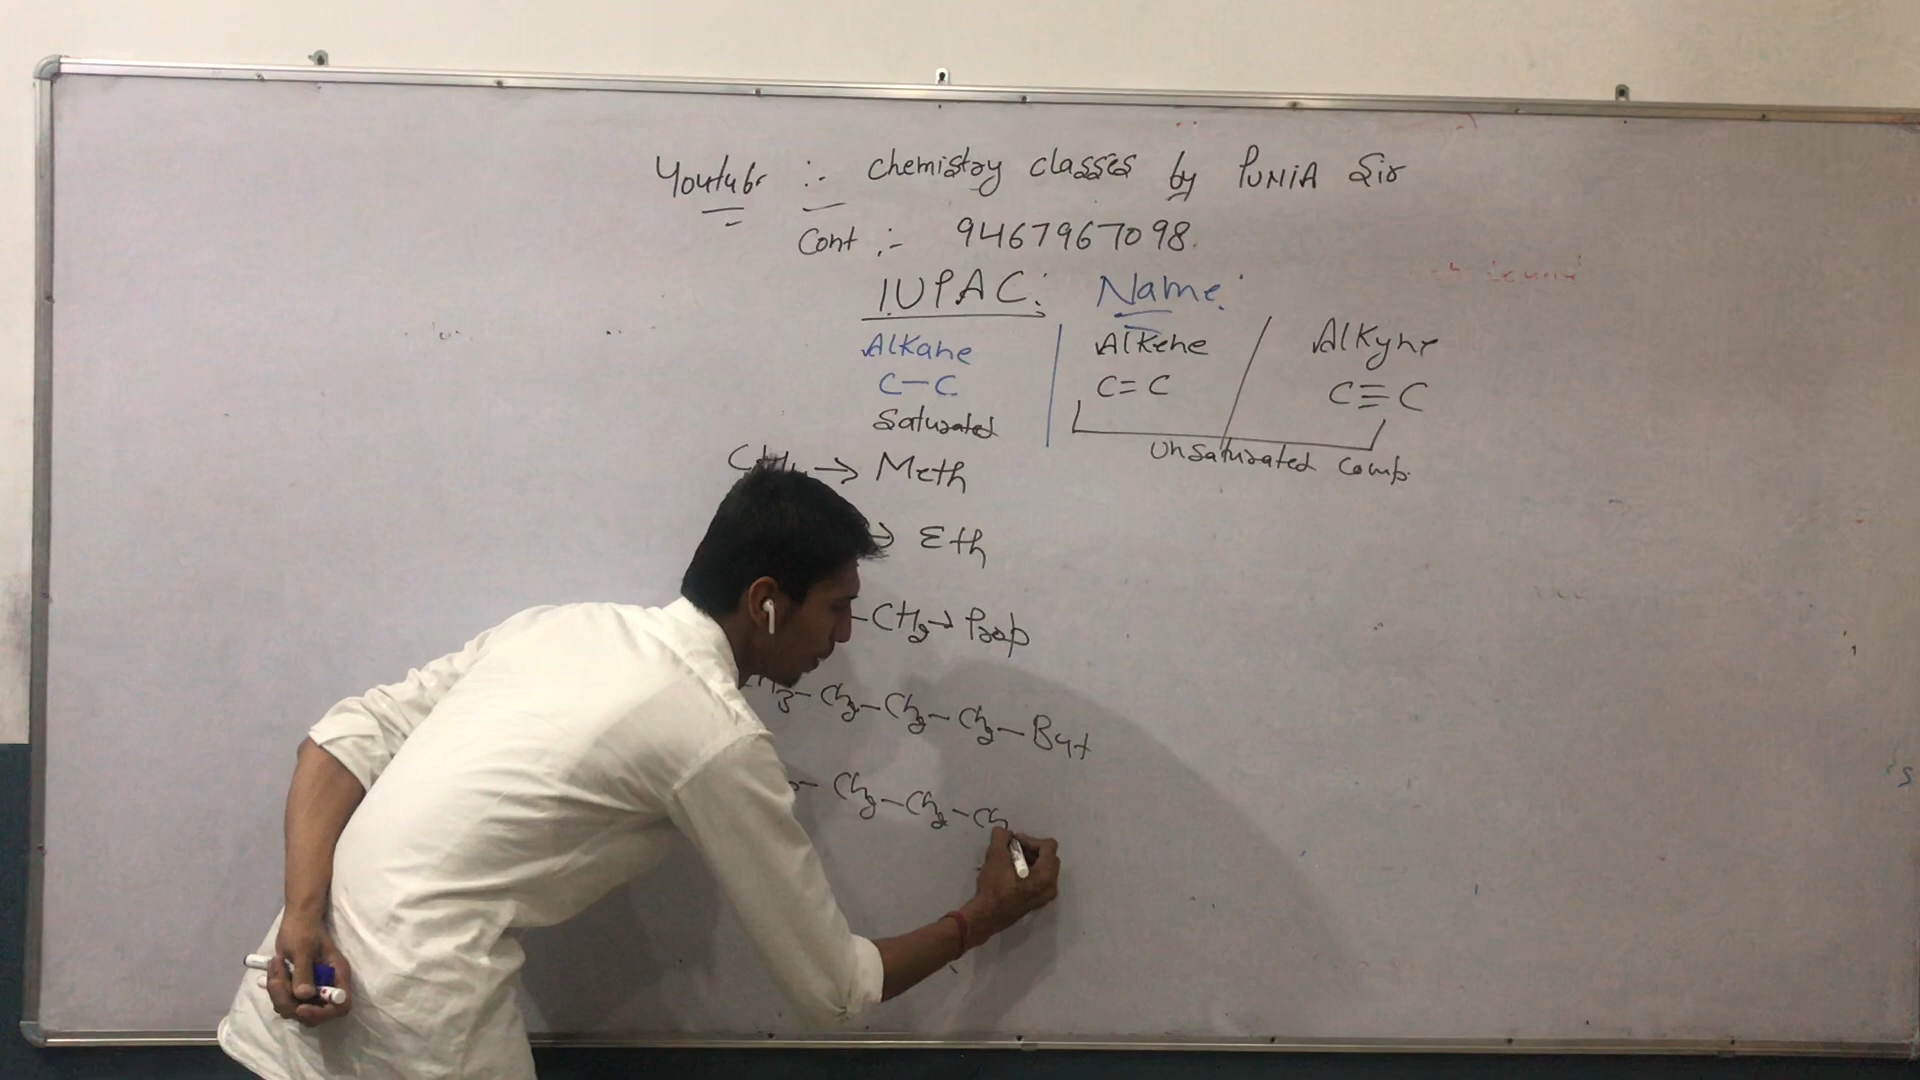 Youtube :- chemistry classes by PUNIA Sir
Cont :- 9467967098.
IUPAC: Name:
Alkane Alkene Alkyne
C-C C=C C≡C
Saturated Unsaturated Comp.
→ Meth
→ Eth
-CH3→ Prop
CH3-CH2-CH2-CH3-But
-CH2-CH2-CH